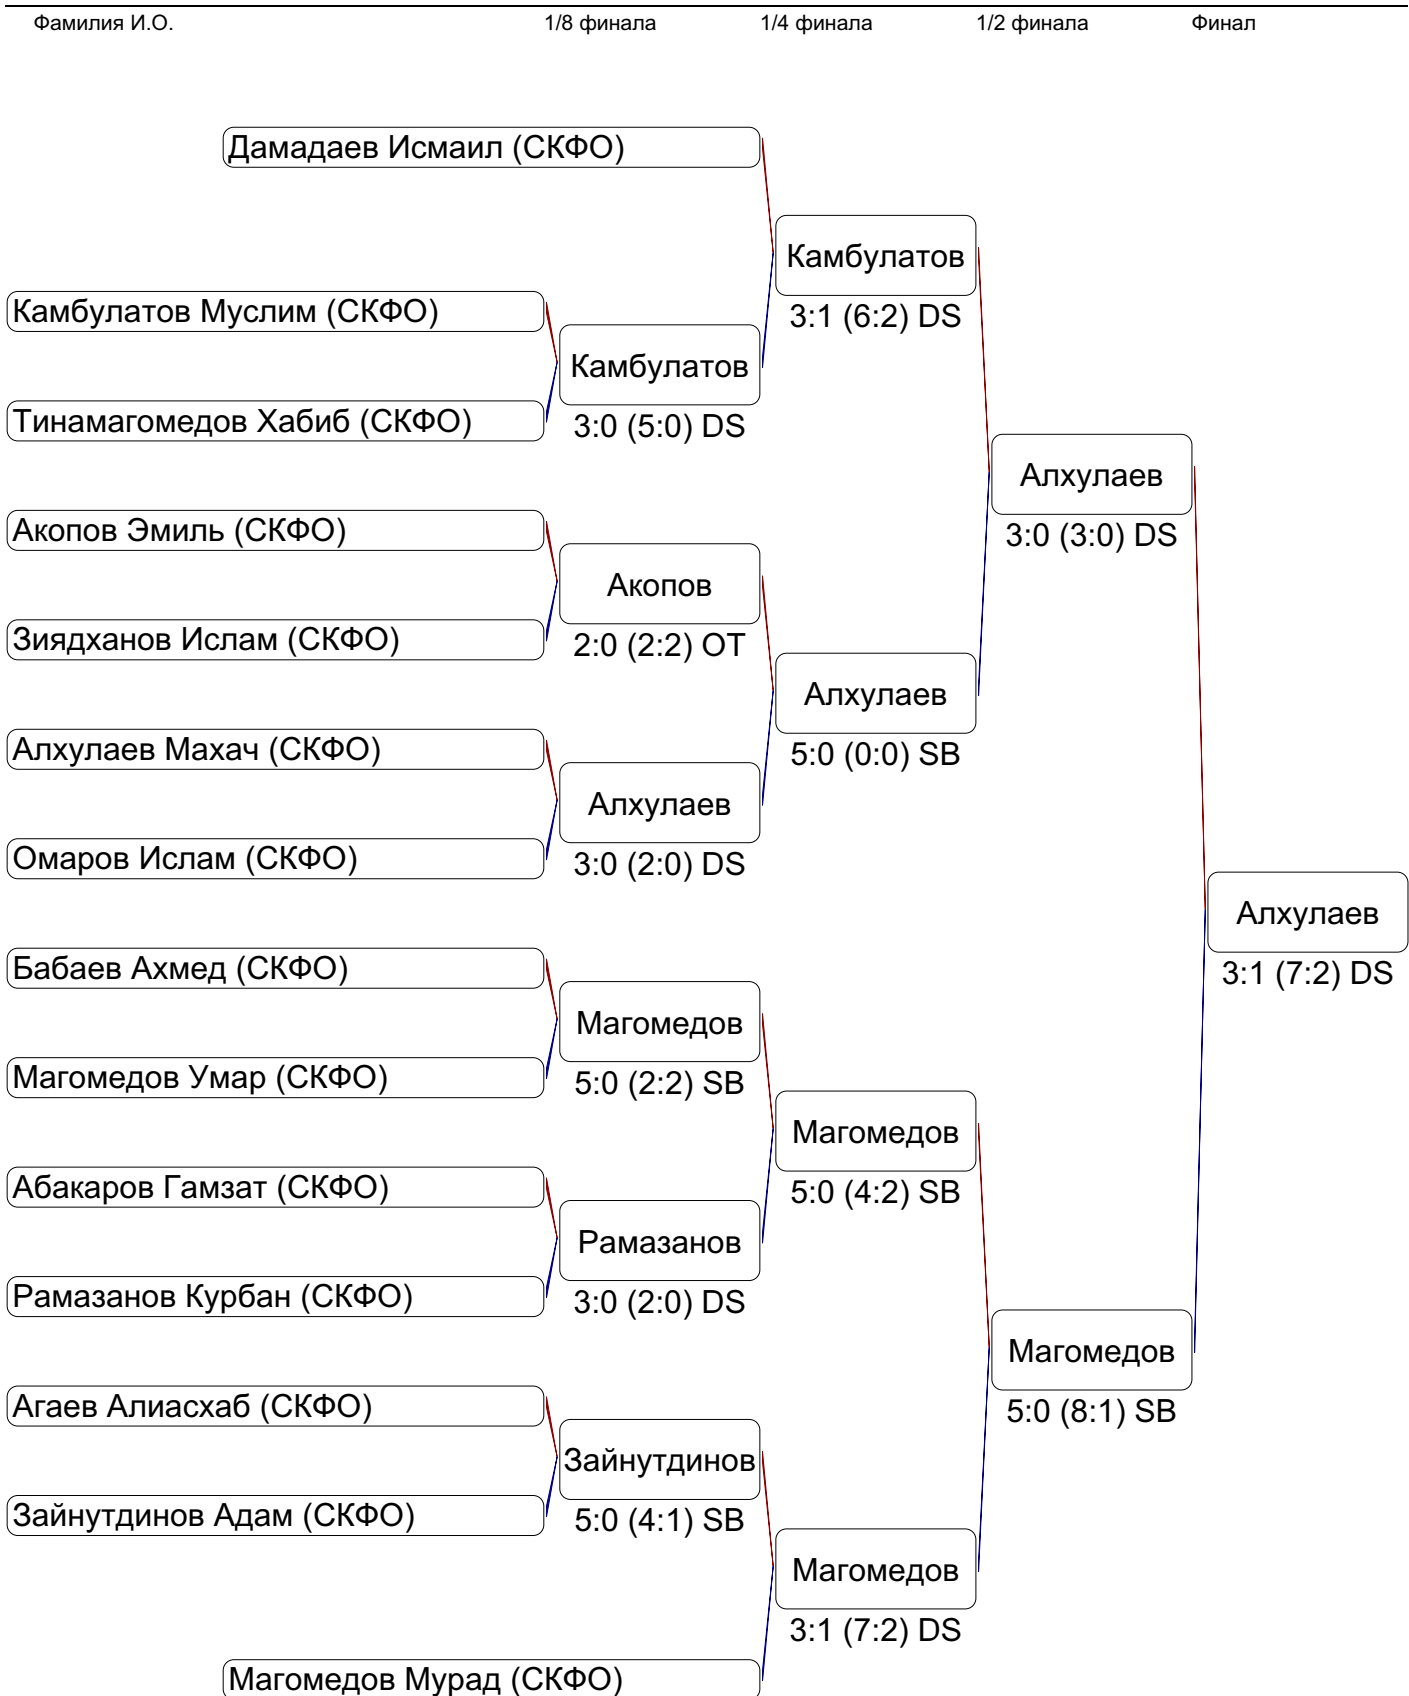 Фамилия И.О. 1/8 финала 1/4 финала 1/2 финала Финал
Дамадаев Исмаил (СКФО)
Камбулатов
Камбулатов Муслим (СКФО)
3:1 (6:2) DS
Камбулатов
Тинамагомедов Хабиб (СКФО)
3:0 (5:0) DS
Алхулаев
Акопов Эмиль (СКФО)
3:0 (3:0) DS
Акопов
Зиядханов Ислам (СКФО)
2:0 (2:2) OT
Алхулаев
Алхулаев Махач (СКФО)
5:0 (0:0) SB
Алхулаев
Омаров Ислам (СКФО)
3:0 (2:0) DS
Алхулаев
Бабаев Ахмед (СКФО)
3:1 (7:2) DS
Магомедов
Магомедов Умар (СКФО)
5:0 (2:2) SB
Магомедов
Абакаров Гамзат (СКФО)
5:0 (4:2) SB
Рамазанов
Рамазанов Курбан (СКФО)
3:0 (2:0) DS
Магомедов
Агаев Алиасхаб (СКФО)
5:0 (8:1) SB
Зайнутдинов
Зайнутдинов Адам (СКФО)
5:0 (4:1) SB
Магомедов
3:1 (7:2) DS
Магомедов Мурад (СКФО)